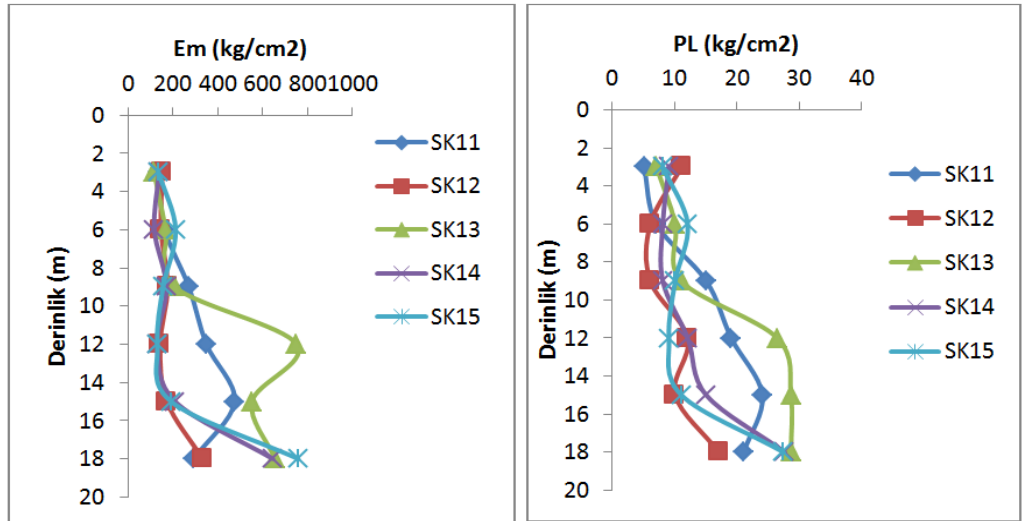 Em (kg/cm2)
0 200 400 600 8001000
0
2
4
6
8
10
12
14
16
18
20
Derinlik (m)
SK11
SK12
SK13
SK14
SK15
PL (kg/cm2)
0 10 20 30 40
0
2
4
6
8
10
12
14
16
18
20
Derinlik (m)
SK11
SK12
SK13
SK14
SK15